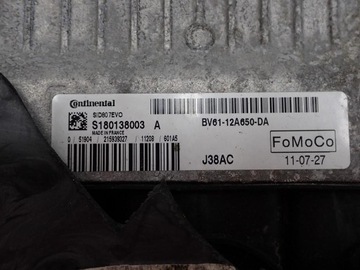 Continental
SID807EVO
S180138003 A
MADE IN FRANCE
BV61-12A650-DA
J38AC
FoMoCo
11-07-27